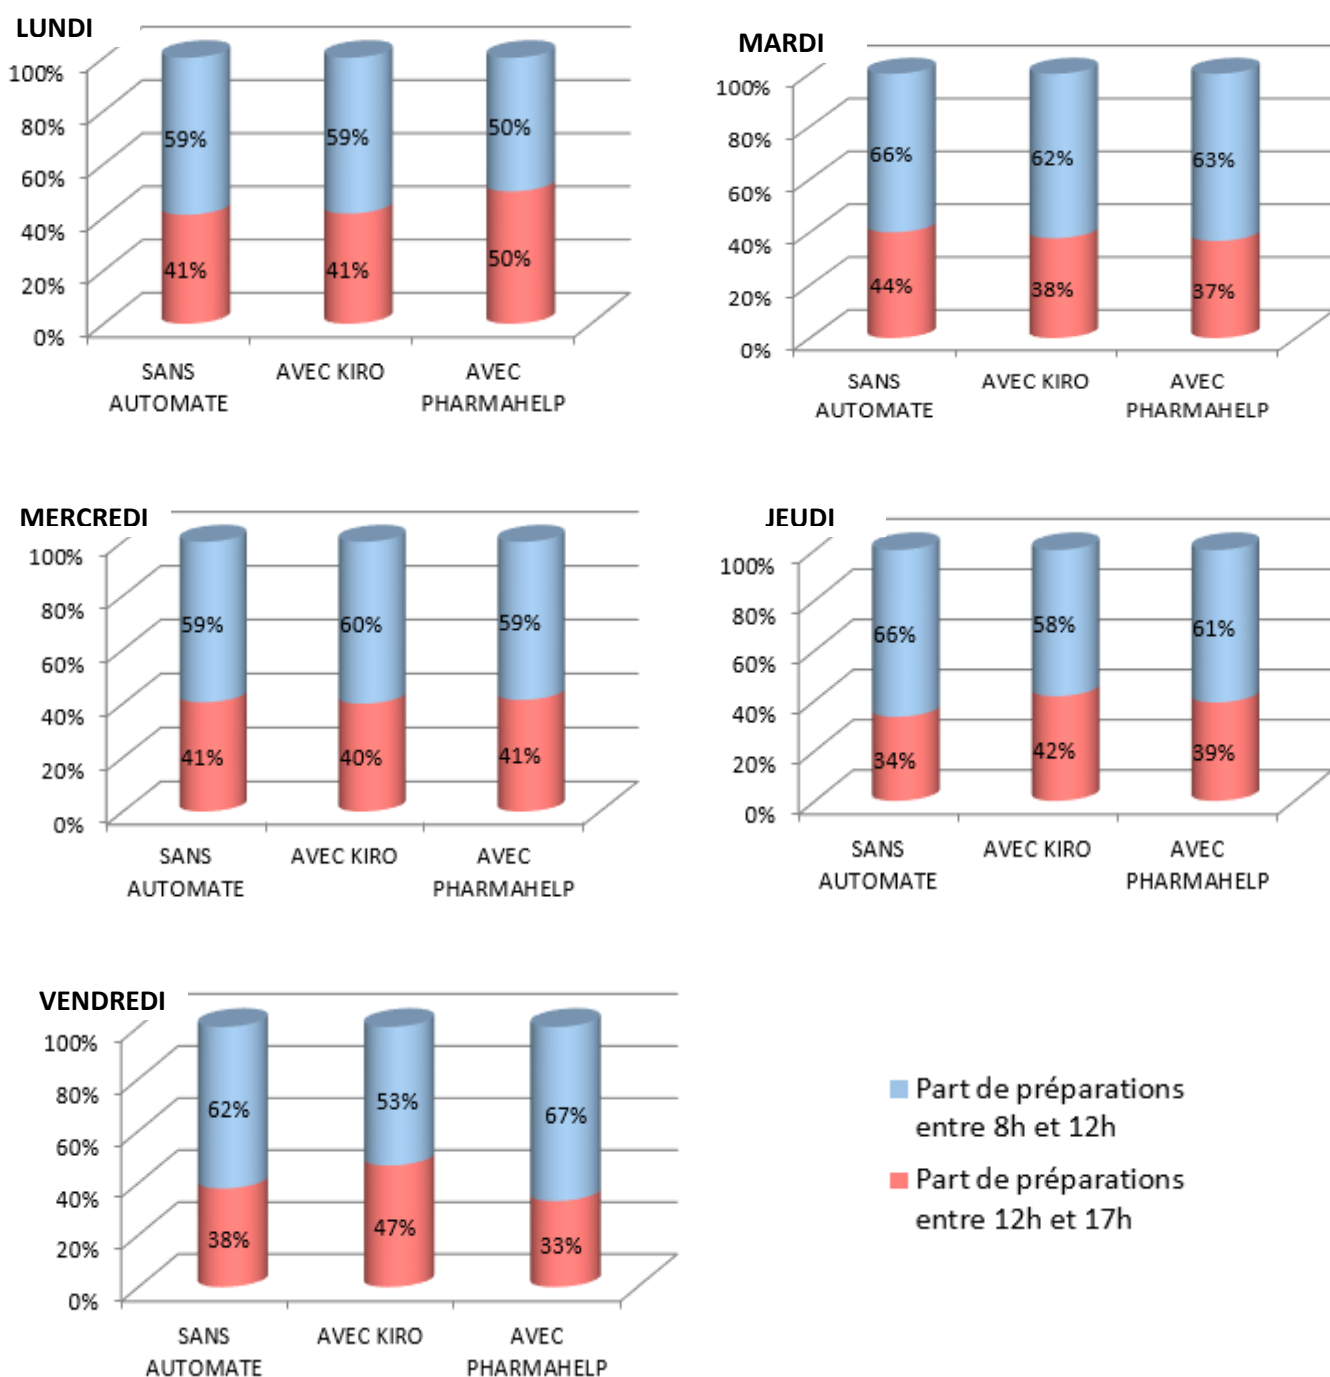 LUNDI
100%
80%
60%
40%
20%
0%
59%
59%
50%
41%
41%
50%
SANS
AUTOMATE
AVEC KIRO
AVEC
PHARMAHELP
MARDI
100%
80%
60%
40%
20%
0%
66%
62%
63%
44%
38%
37%
SANS
AUTOMATE
AVEC KIRO
AVEC
PHARMAHELP
MERCREDI
100%
80%
60%
40%
20%
0%
59%
60%
59%
41%
40%
41%
SANS
AUTOMATE
AVEC KIRO
AVEC
PHARMAHELP
JEUDI
100%
80%
60%
40%
20%
0%
66%
58%
61%
34%
42%
39%
SANS
AUTOMATE
AVEC KIRO
AVEC
PHARMAHELP
VENDREDI
100%
80%
60%
40%
20%
0%
62%
53%
67%
38%
47%
33%
SANS
AUTOMATE
AVEC KIRO
AVEC
PHARMAHELP
Part de préparations
entre 8h et 12h
Part de préparations
entre 12h et 17h